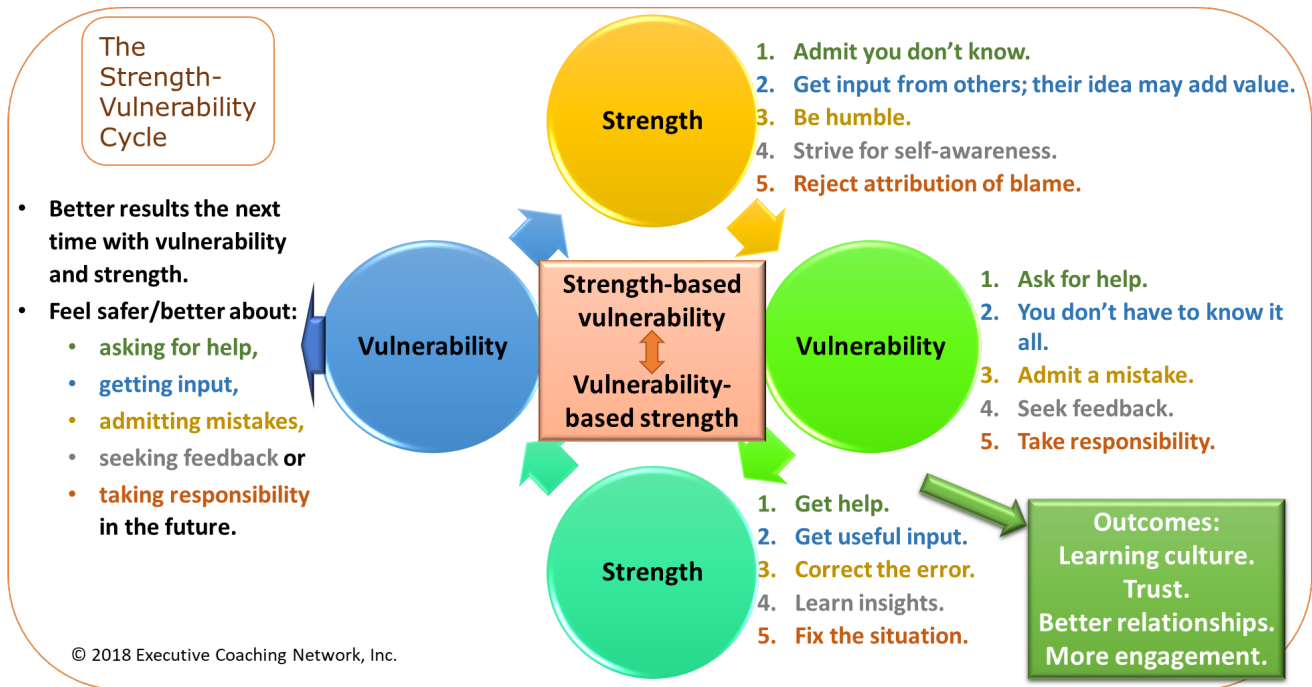 The
Strength-
Vulnerability
Cycle
Strength
1. Admit you don’t know.
2. Get input from others; their idea may add value.
3. Be humble.
4. Strive for self-awareness.
5. Reject attribution of blame.
• Better results the next
time with vulnerability
and strength.
• Feel safer/better about:
• asking for help,
• getting input,
• admitting mistakes,
• seeking feedback or
• taking responsibility
in the future.
Vulnerability
Strength-based
vulnerability
Vulnerability-
based strength
Vulnerability
1. Ask for help.
2. You don’t have to know it
all.
3. Admit a mistake.
4. Seek feedback.
5. Take responsibility.
Strength
1. Get help.
2. Get useful input.
3. Correct the error.
4. Learn insights.
5. Fix the situation.
Outcomes:
Learning culture.
Trust.
Better relationships.
More engagement.
© 2018 Executive Coaching Network, Inc.